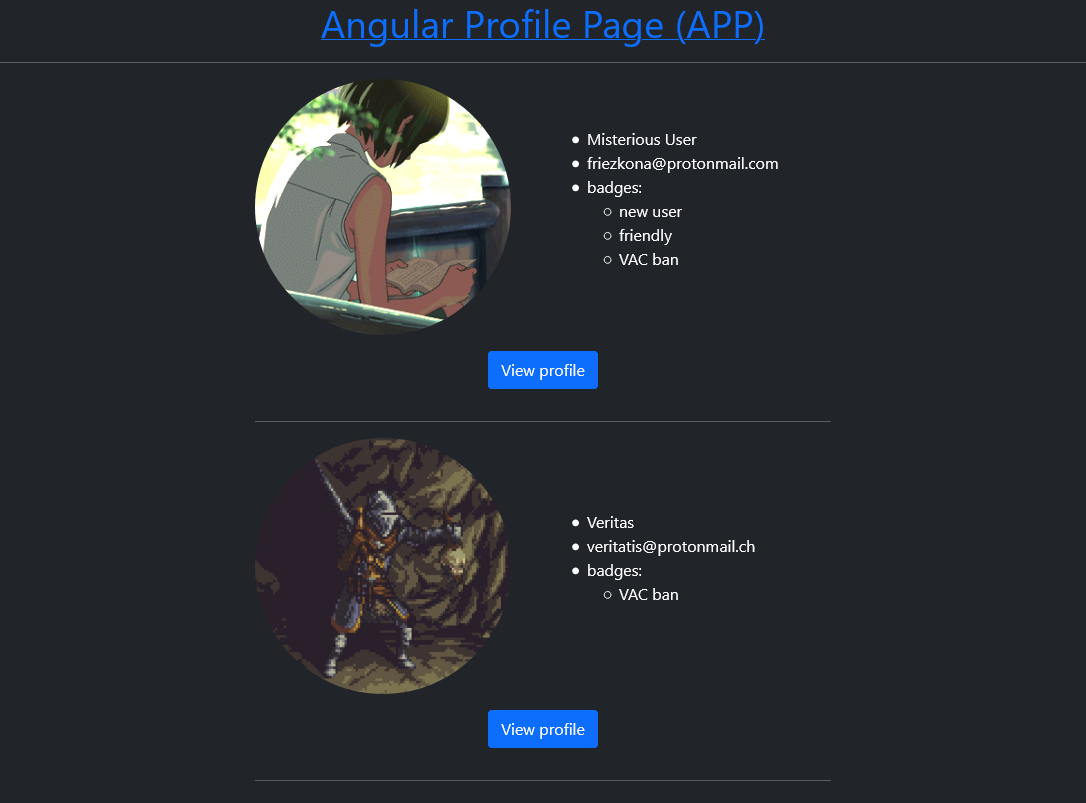 Angular Profile Page (APP)
Misterious User
friezkona@protonmail.com
badges:
new user
friendly
VAC ban
View profile
Veritas
veritatis@protonmail.ch
badges:
VAC ban
View profile